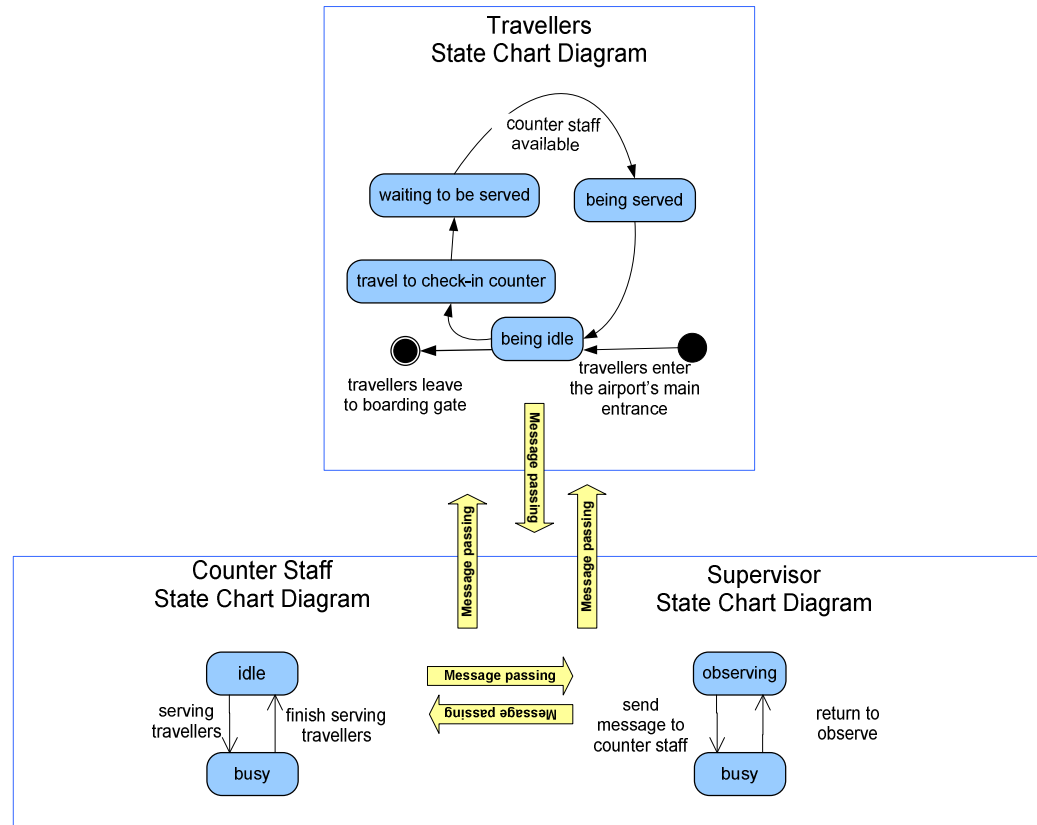 Travellers
State Chart Diagram
counter staff
available
waiting to be served
being served
travel to check-in counter
being idle
travellers leave
to boarding gate
travellers enter
the airport's main
entrance
Message passing
Message passing
Message passing
Counter Staff
State Chart Diagram
Supervisor
State Chart Diagram
idle
serving
travellers
finish serving
travellers
busy
Message passing
Message passing
observing
send
message to
counter staff
return to
observe
busy